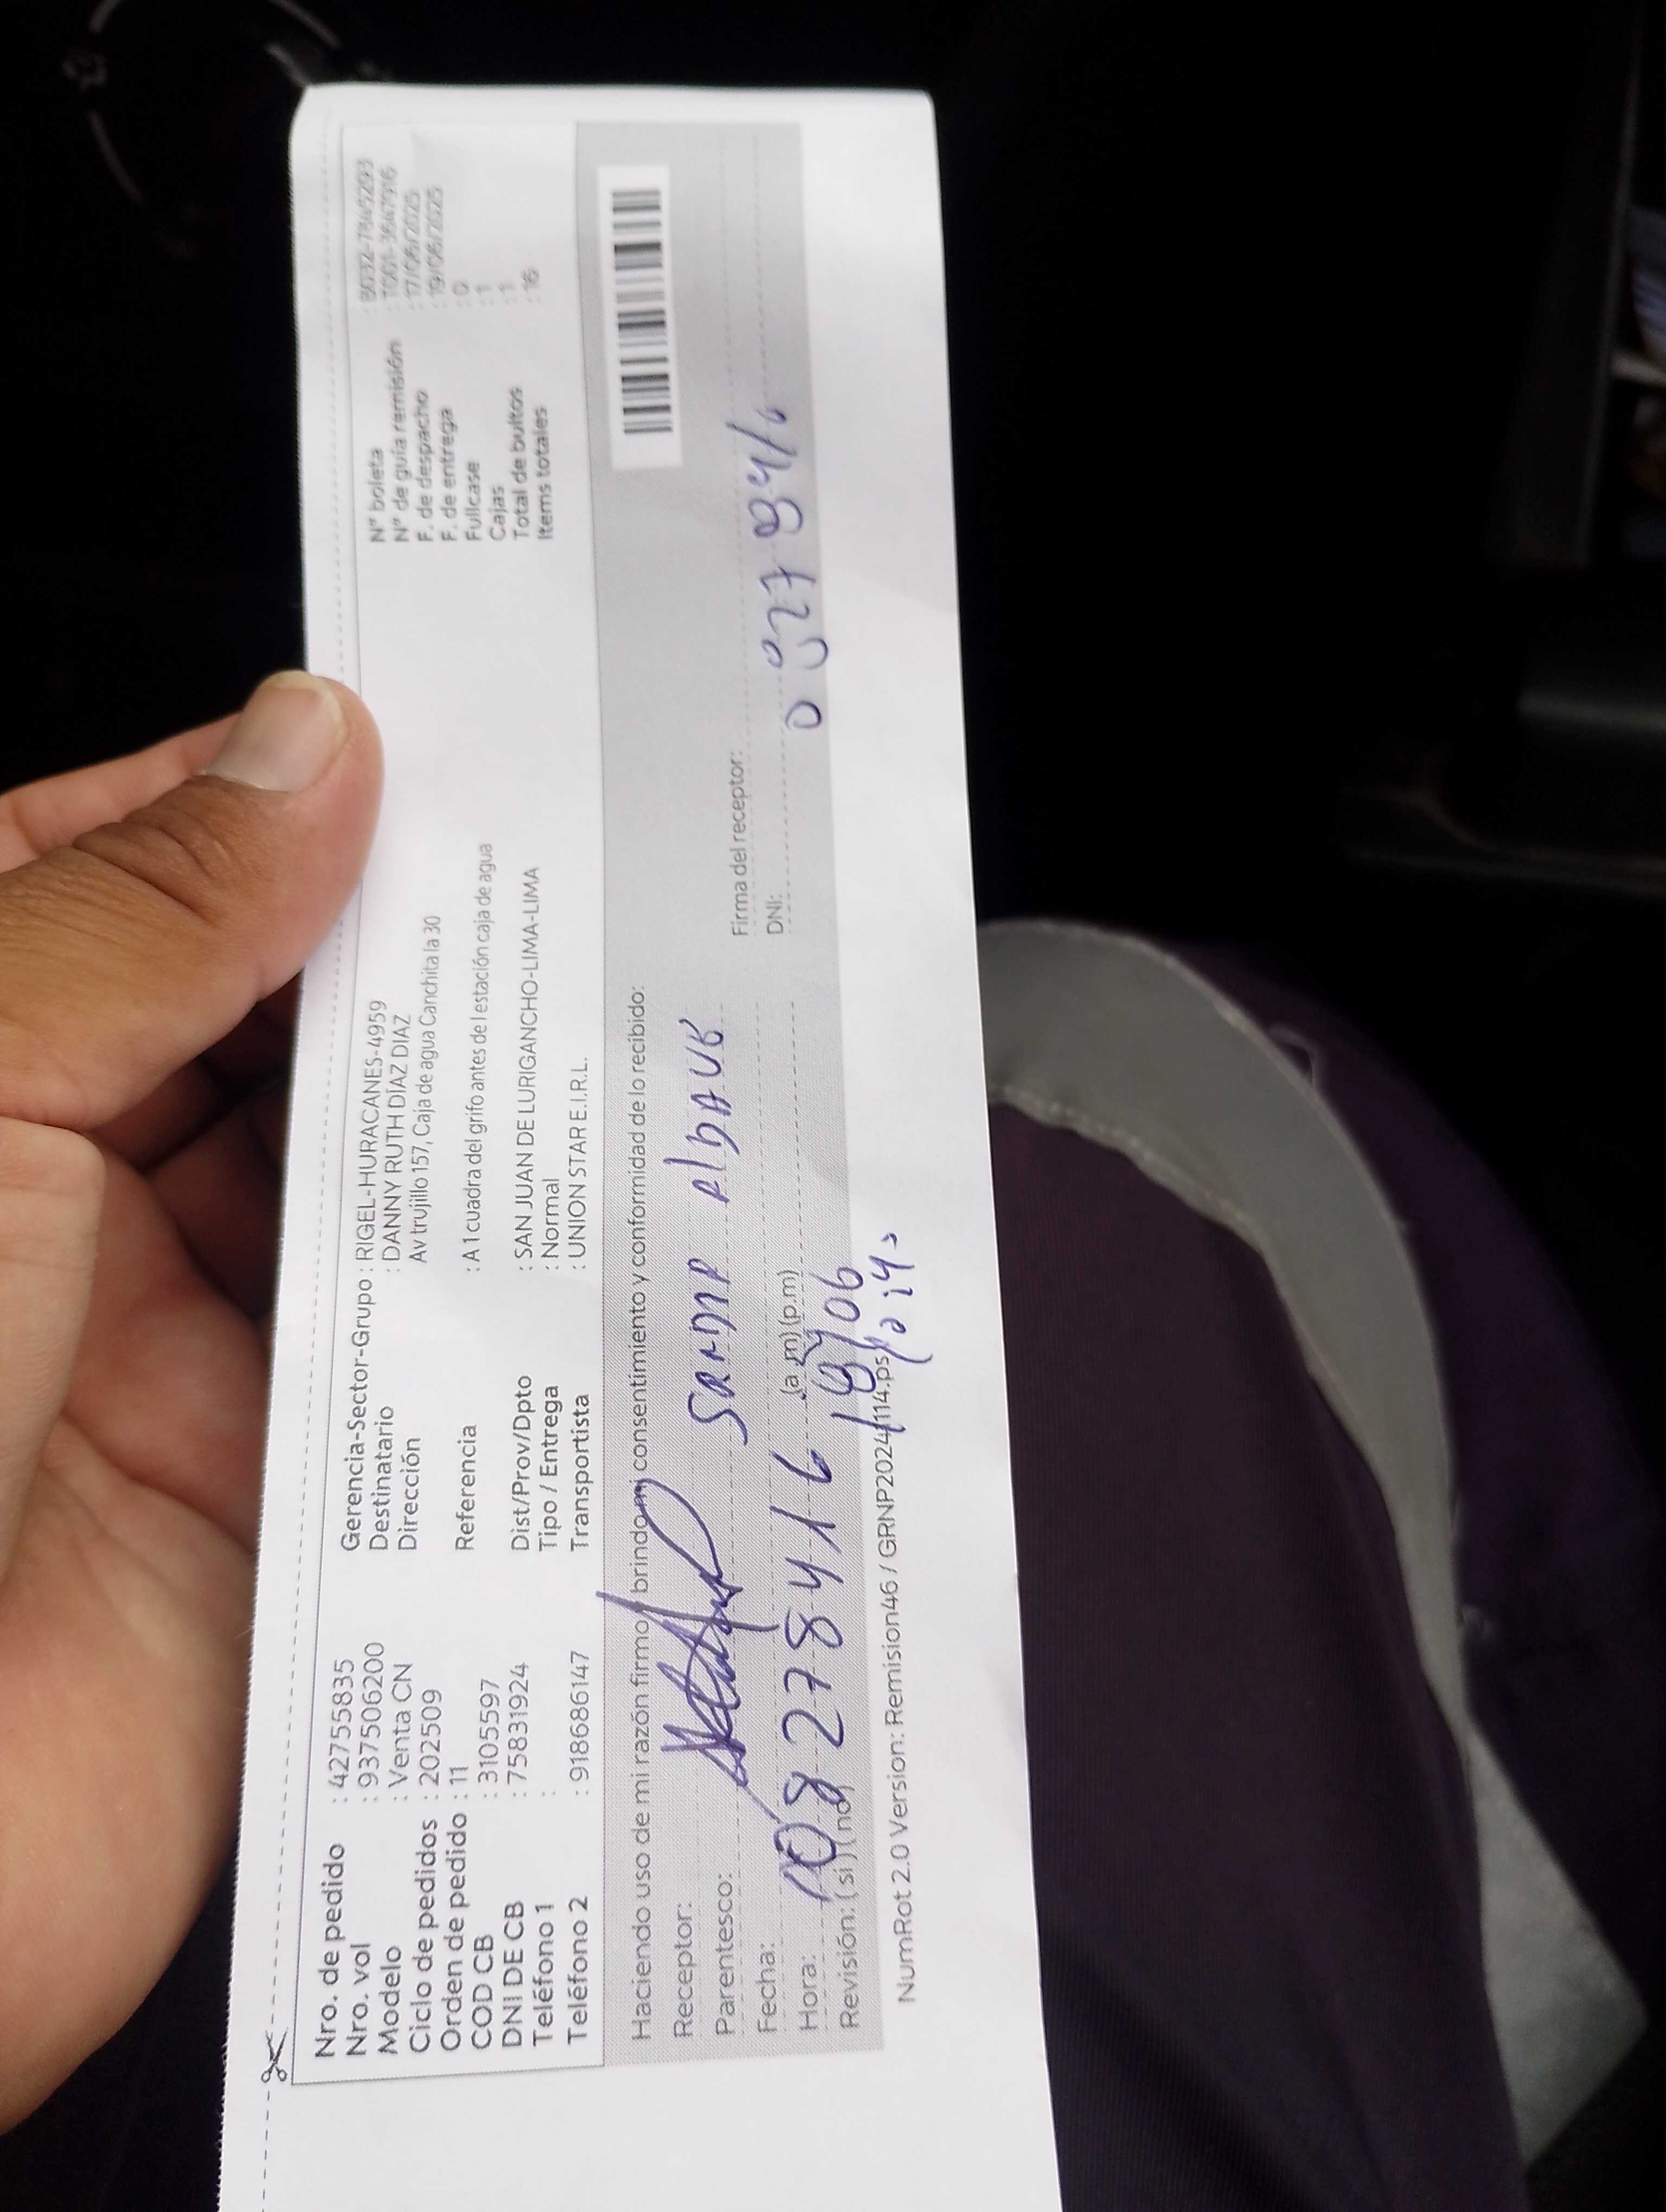 Nro. de pedido : 42755835
Nro. vol : 937506200
Modelo : Venta CN
Ciclo de pedidos : 202509
Orden de pedido : 11
COD CB : 3105597
DNI DE CB : 75831924
Teléfono 1 :
Teléfono 2 : 918686147
Gerencia-Sector-Grupo : RIGEL-HURACANES-4959
Destinatario : DANNY RUTH DÍAZ DIAZ
Dirección Av trujillo 157, Caja de agua Canchita la 30
Referencia : A 1 cuadra del grifo antes de l estación caja de agua
Dist/Prov/Dpto : SAN JUAN DE LURIGANCHO-LIMA-LIMA
Tipo / Entrega : Normal
Transportista : UNION STAR E.I.R.L.
N° boleta
N° de guía remisión
F. de despacho : 17/06/2025
F. de entrega : 19/06/2025
Fullcase : 0
Cajas : 1
Total de bultos : 1
Items totales : 16
Haciendo uso de mi razón firmo y brindo mi consentimiento y conformidad de lo recibido:
Receptor:
Parentesco:
Fecha:
Hora: (a.m) (p.m)
Revisión: (si) (no)
08278416
Firma del receptor:
DNI:
NumRot 2.0 Version: Remision46 / GRNP20241114.ps